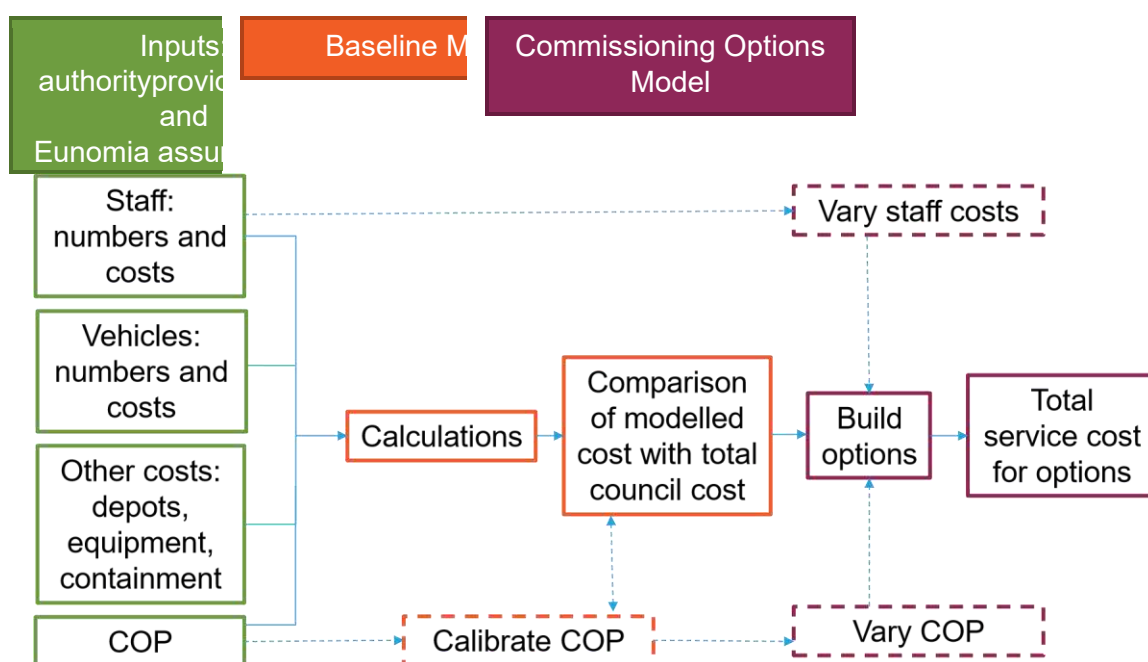 Inputs:
and
Eunomia
Baseline M
Commissioning Options
Model
Staff:
numbers and
costs
Vary staff costs
Vehicles:
numbers and
costs
Calculations
Comparison
of modelled
cost with total
council cost
Build
options
Total
service cost
for options
Other costs:
depots,
equipment,
containment
COP
Calibrate COP
Vary COP